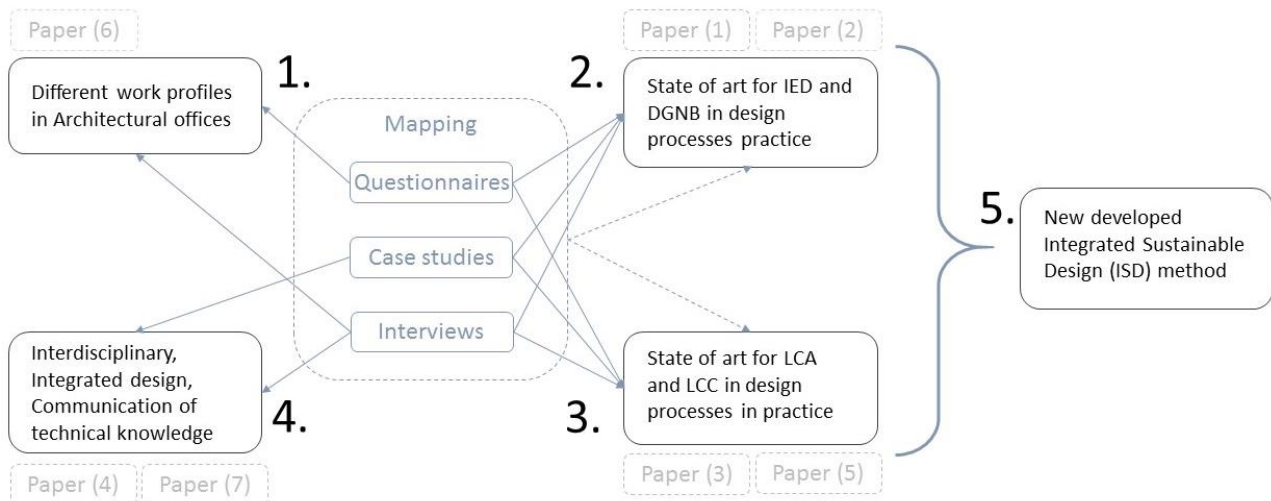 Paper (6)
1.
Different work profiles
in Architectural offices
Mapping
Questionnaires
Case studies
Interviews
Paper (1) Paper (2)
2.
State of art for IED and
DGNB in design
processes practice
5.
New developed
Integrated Sustainable
Design (ISD) method
Interdisciplinary,
Integrated design,
Communication of
technical knowledge
4.
Paper (4) Paper (7)
State of art for LCA
and LCC in design
processes in practice
3.
Paper (3) Paper (5)